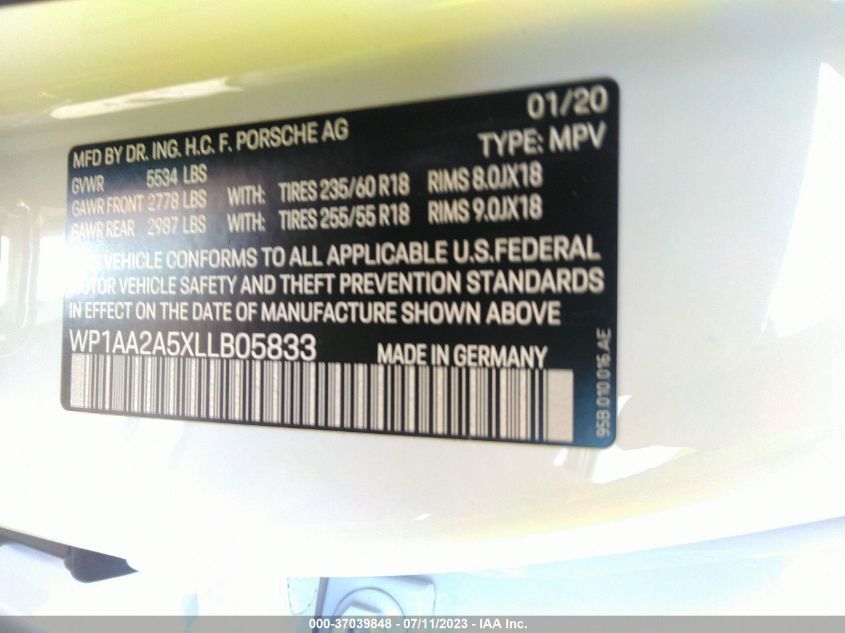 01/20
MFD BY DR. ING. H.C. F. PORSCHE AG TYPE: MPV
GVWR 5534 LBS
GAWR FRONT 2778 LBS WITH: TIRES 235/60 R18 RIMS 8.0JX18
GAWR REAR 2987 LBS WITH: TIRES 255/55 R18 RIMS 9.0JX18
VEHICLE CONFORMS TO ALL APPLICABLE U.S.FEDERAL
MOTOR VEHICLE SAFETY AND THEFT PREVENTION STANDARDS
IN EFFECT ON THE DATE OF MANUFACTURE SHOWN ABOVE
WP1AA2A5XLLB05833 MADE IN GERMANY
95B.010.016.AE
000-37039848 - 07/11/2023 - IAA Inc.